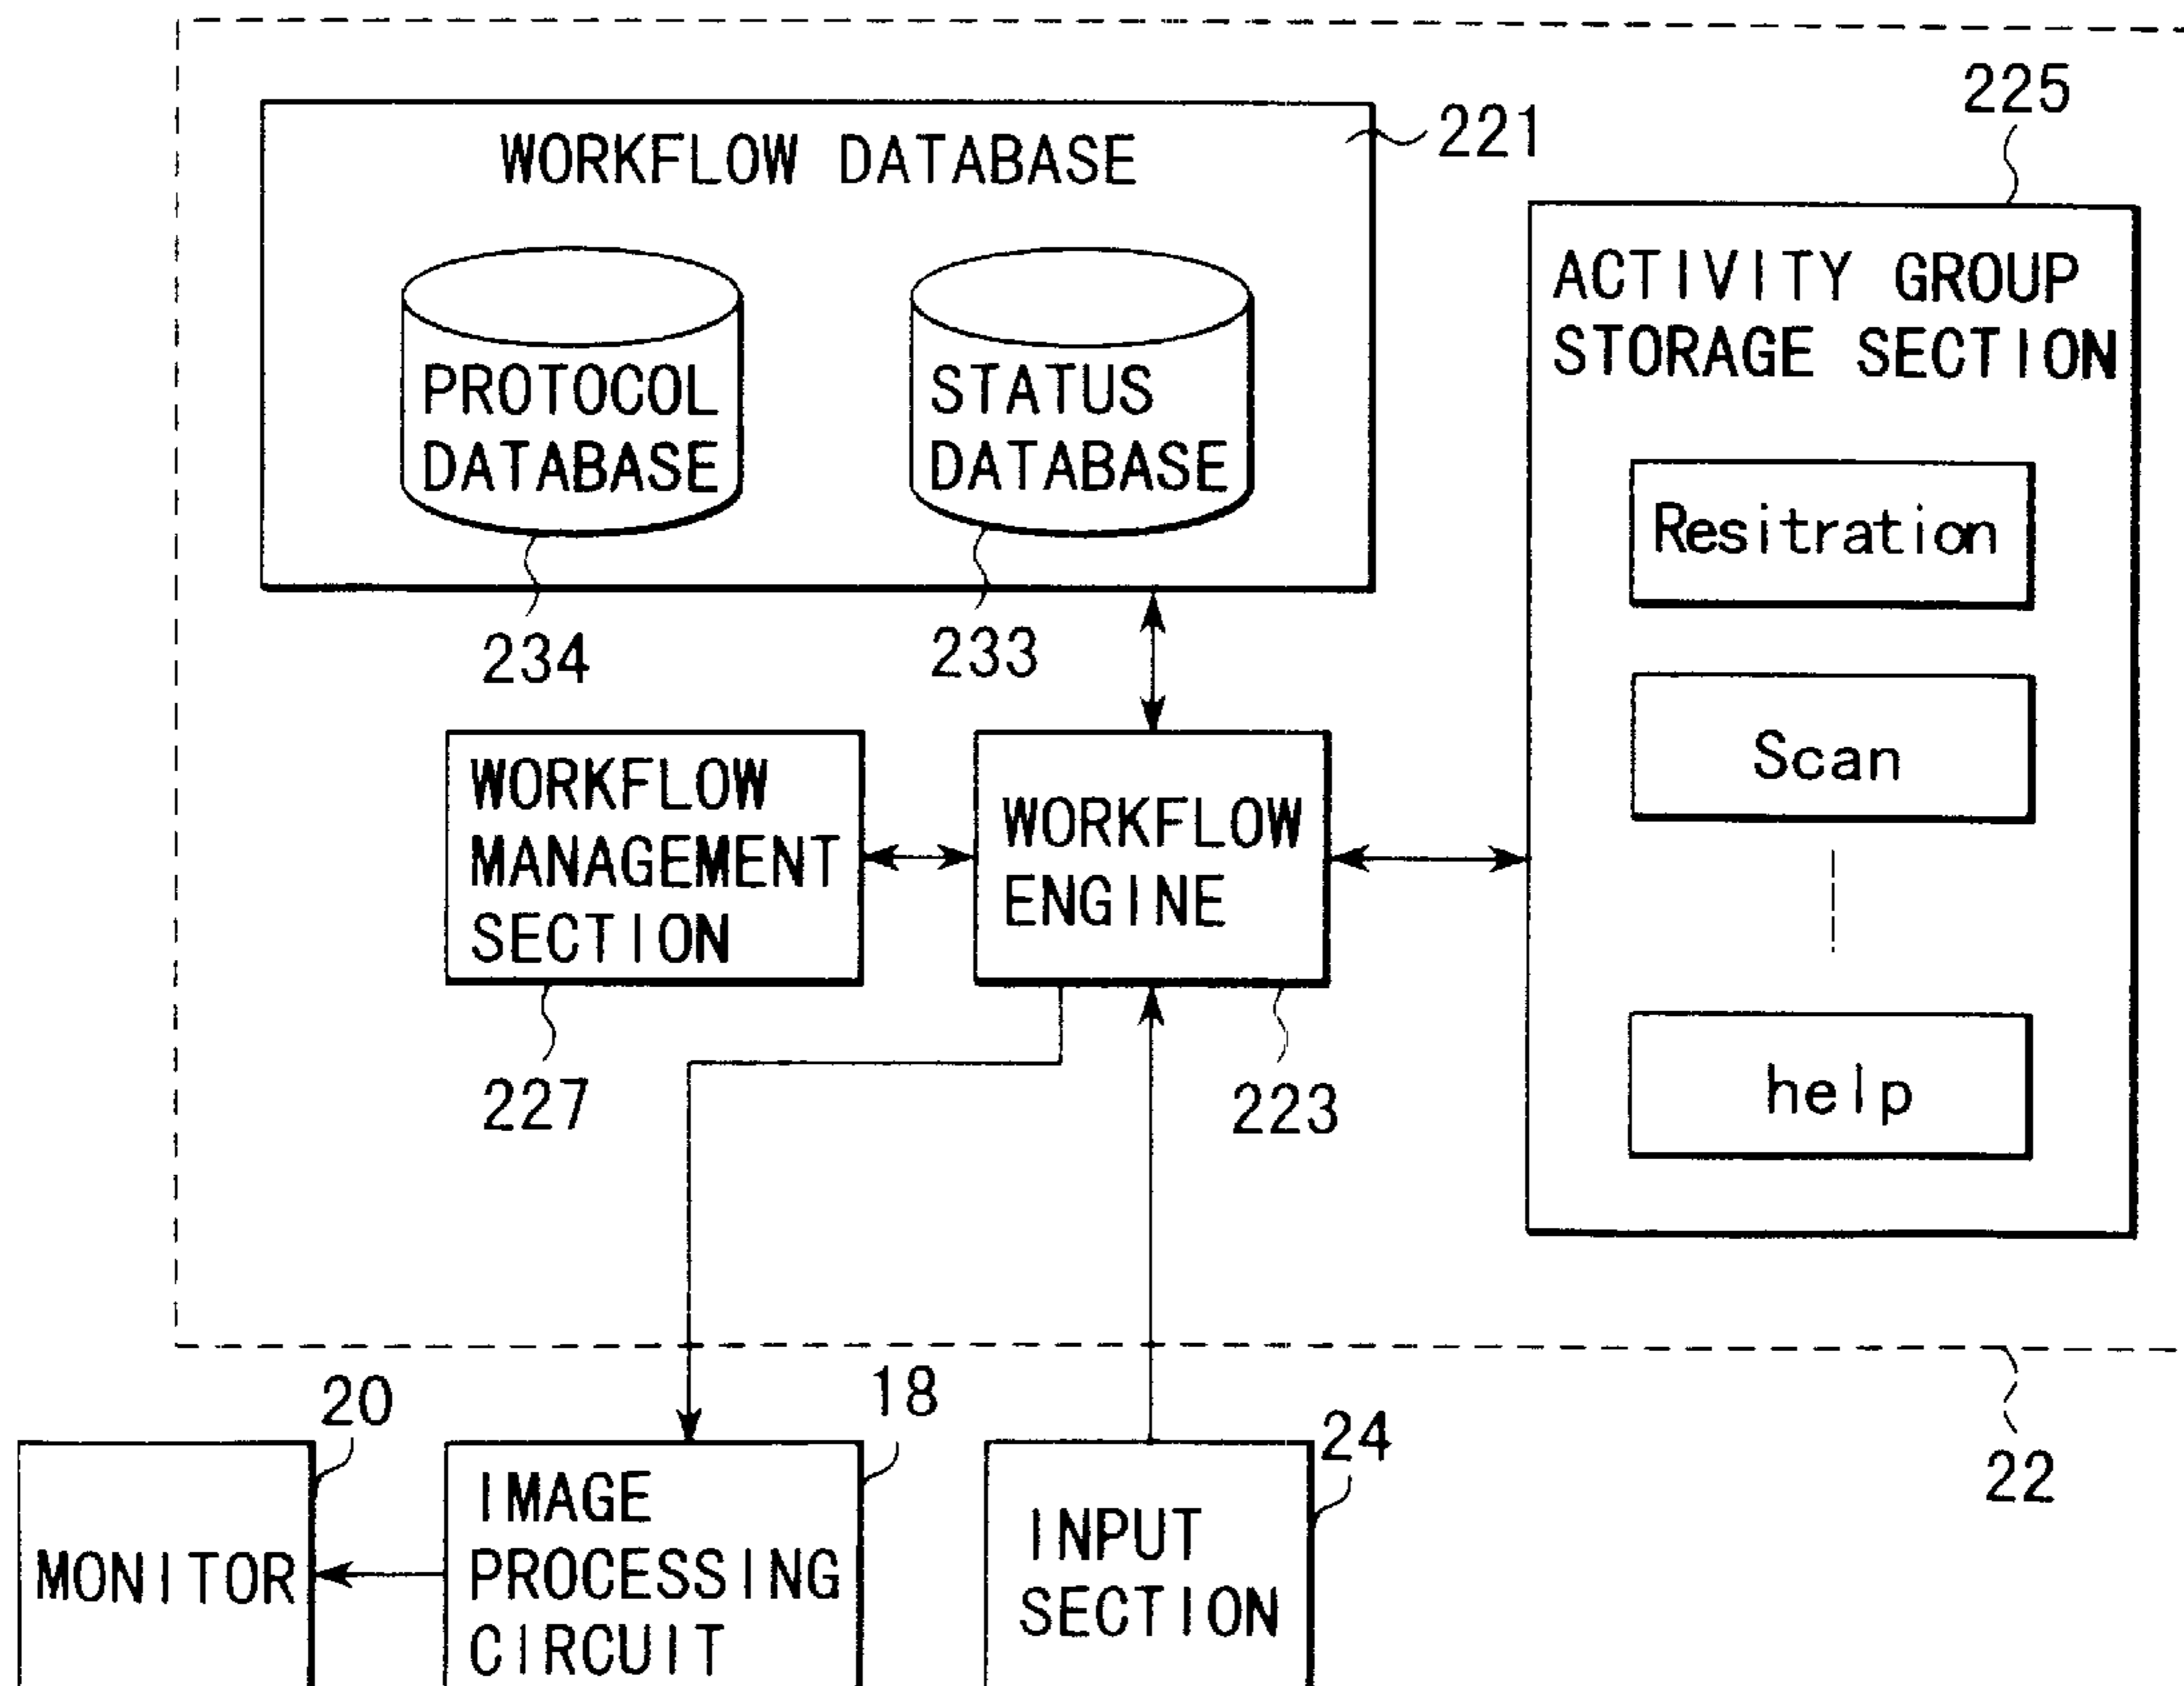 225
221
WORKFLOW DATABASE
ACTIVITY GROUP
STORAGE SECTION
PROTOCOL
DATABASE
STATUS
DATABASE
Resitration
234
233
Scan
WORKFLOW
MANAGEMENT
SECTION
WORKFLOW
ENGINE
227
223
help
20
18
24
22
MONITOR
IMAGE
PROCESSING
CIRCUIT
INPUT
SECTION